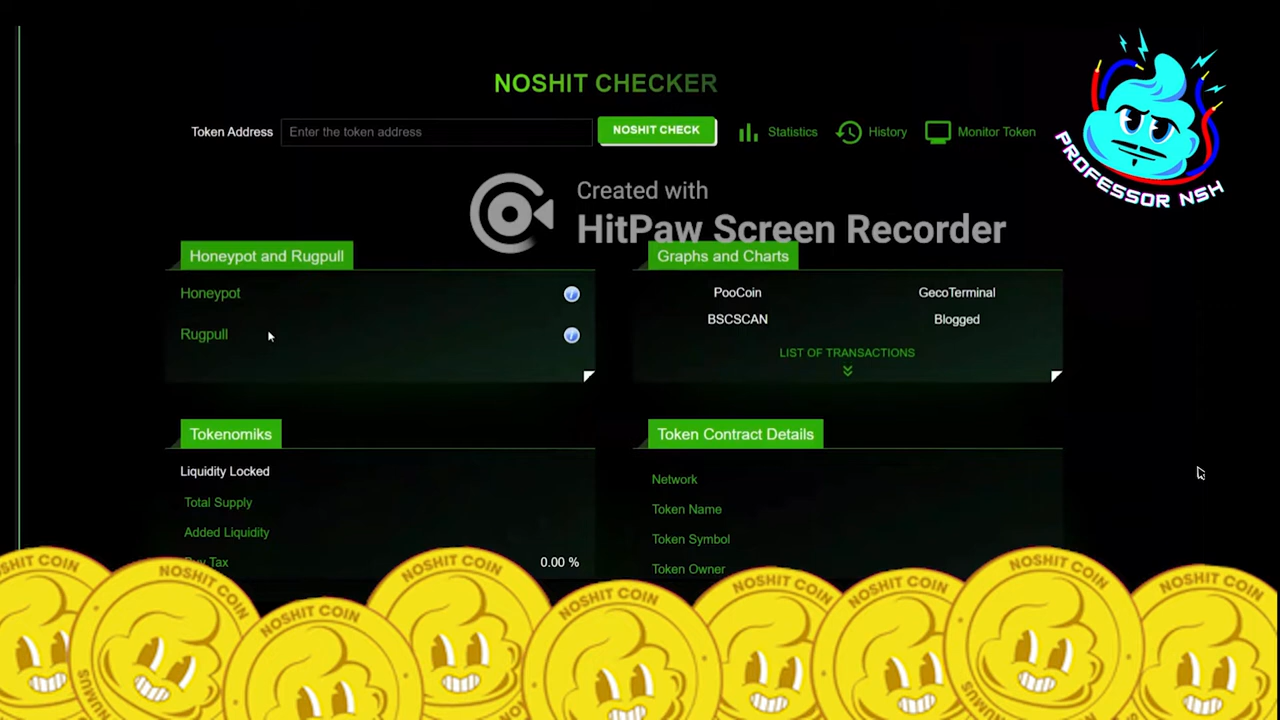 NOSHIT CHECKER
Token Address
Enter the token address
NOSHIT CHECK
Statistics
History
Monitor Token
PROFESSOR NSH
Created with
HitPaw Screen Recorder
Honeypot and Rugpull
Honeypot
Rugpull
Graphs and Charts
PooCoin
GecoTerminal
BSCSCAN
Blogged
LIST OF TRANSACTIONS
Tokenomiks
Liquidity Locked
Total Supply
Added Liquidity
Tax
0.00 %
Token Contract Details
Network
Token Name
Token Symbol
Token Owner
NOSHIT COIN
NOSHIT COIN
NOSHIT COIN
NOSHIT COIN
NOSHIT COIN
NOSHIT COIN
NOSHIT COIN
NOSHIT COIN
NOSHIT COIN